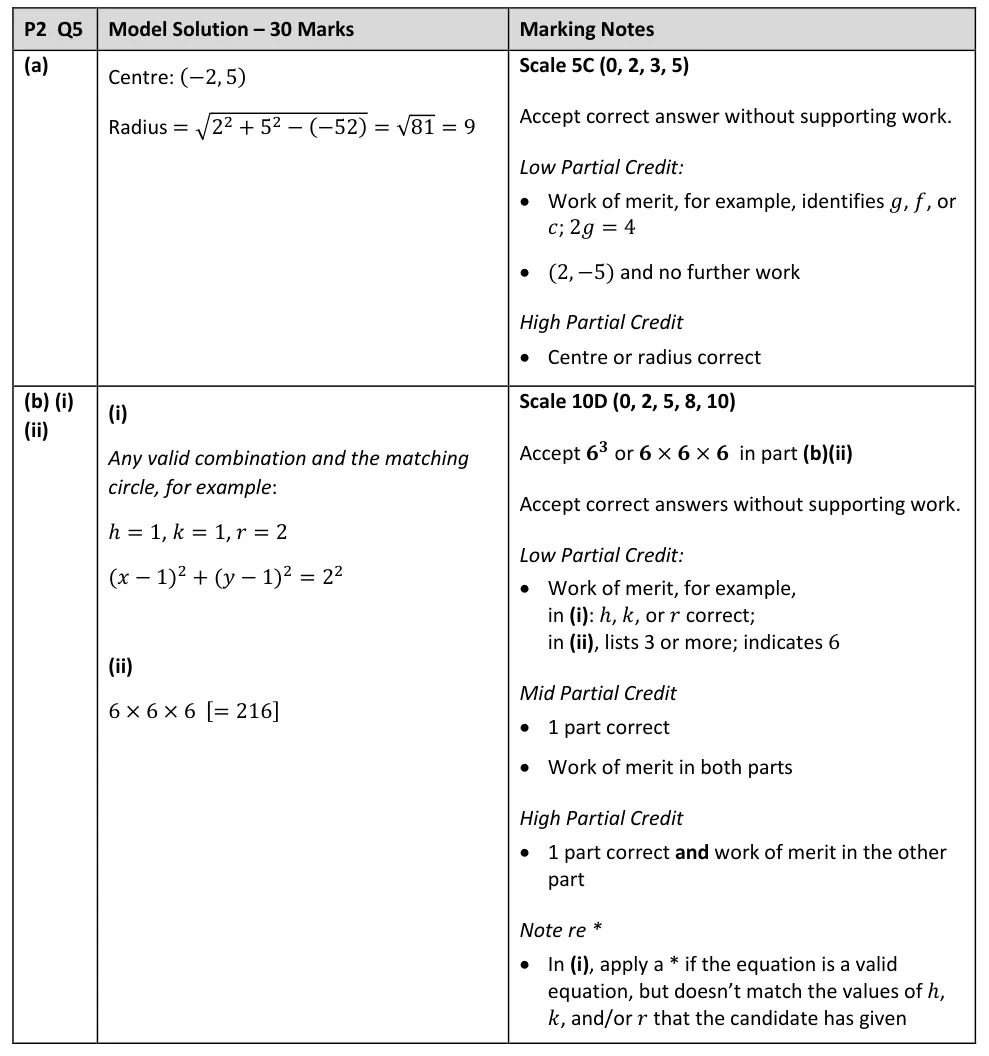 P2 Q5 Model Solution – 30 Marks Marking Notes
(a)
Centre: (−2, 5)
Radius = √(2² + 5² − (−52)) = √81 = 9
Scale 5C (0, 2, 3, 5)
Accept correct answer without supporting work.
Low Partial Credit:
• Work of merit, for example, identifies g, f, or
c; 2g = 4
• (2, −5) and no further work
High Partial Credit
• Centre or radius correct
(b) (i)
(ii)
(i)
Any valid combination and the matching
circle, for example:
h = 1, k = 1, r = 2
(x − 1)² + (y − 1)² = 2²
(ii)
6 × 6 × 6 [= 216]
Scale 10D (0, 2, 5, 8, 10)
Accept 6³ or 6 × 6 × 6 in part (b)(ii)
Accept correct answers without supporting work.
Low Partial Credit:
• Work of merit, for example,
in (i): h, k, or r correct;
in (ii), lists 3 or more; indicates 6
Mid Partial Credit
• 1 part correct
• Work of merit in both parts
High Partial Credit
• 1 part correct and work of merit in the other
part
Note re *
• In (i), apply a * if the equation is a valid
equation, but doesn’t match the values of h,
k, and/or r that the candidate has given